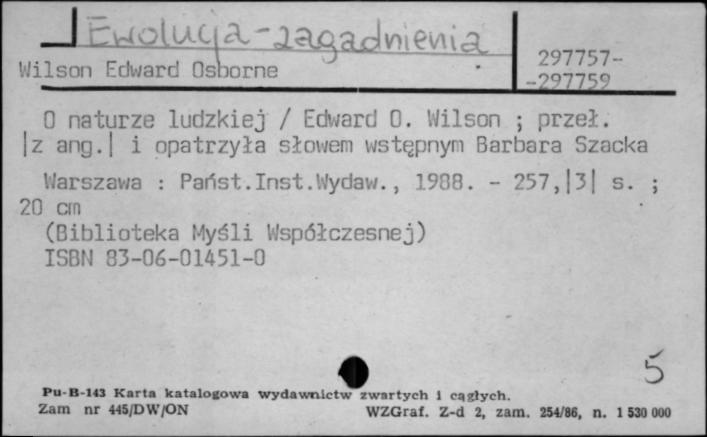 Ewolucja - zagadnienia
Wilson Edward Osborne
297757-
-297759
O naturze ludzkiej / Edward O. Wilson ; przeł.
|z ang.| i opatrzyła słowem wstępnym Barbara Szacka
Warszawa : Państ.Inst.Wydaw., 1988. - 257,|3| s. ;
20 cm
(Biblioteka Myśli Współczesnej)
ISBN 83-06-01451-0
5
Pu-B-143 Karta katalogowa wydawnictw zwartych i cągłych.
Zam nr 445/DW/ON WZGraf. Z-d 2, zam. 254/86, n. 1 530 000